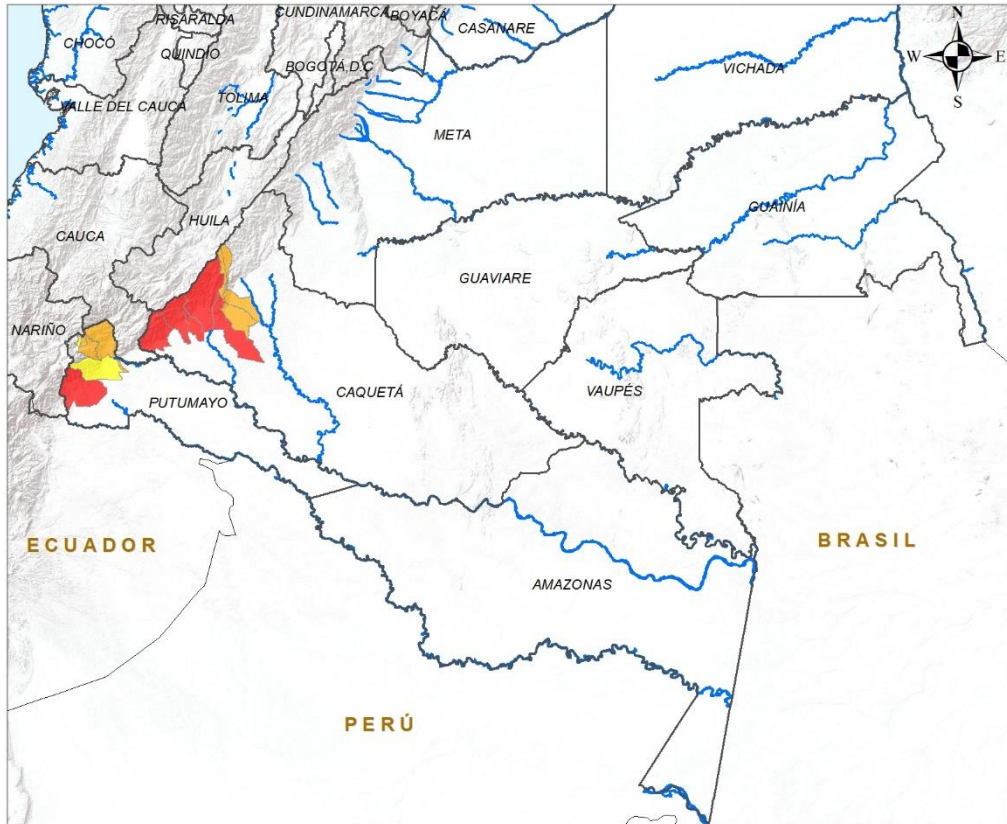 RISARALDA
CUNDINAMARCA
BOYACÁ
CASANARE
N
CHOCÓ
QUINDÍO
BOGOTÁ,D.C
W
E
VICHADA
S
VALLE DEL CAUCA
TOLIMA
META
GUAINÍA
HUILA
CAUCA
GUAVIARE
NARIÑO
CAQUETÁ
VAUPÉS
PUTUMAYO
ECUADOR
BRASIL
AMAZONAS
PERÚ